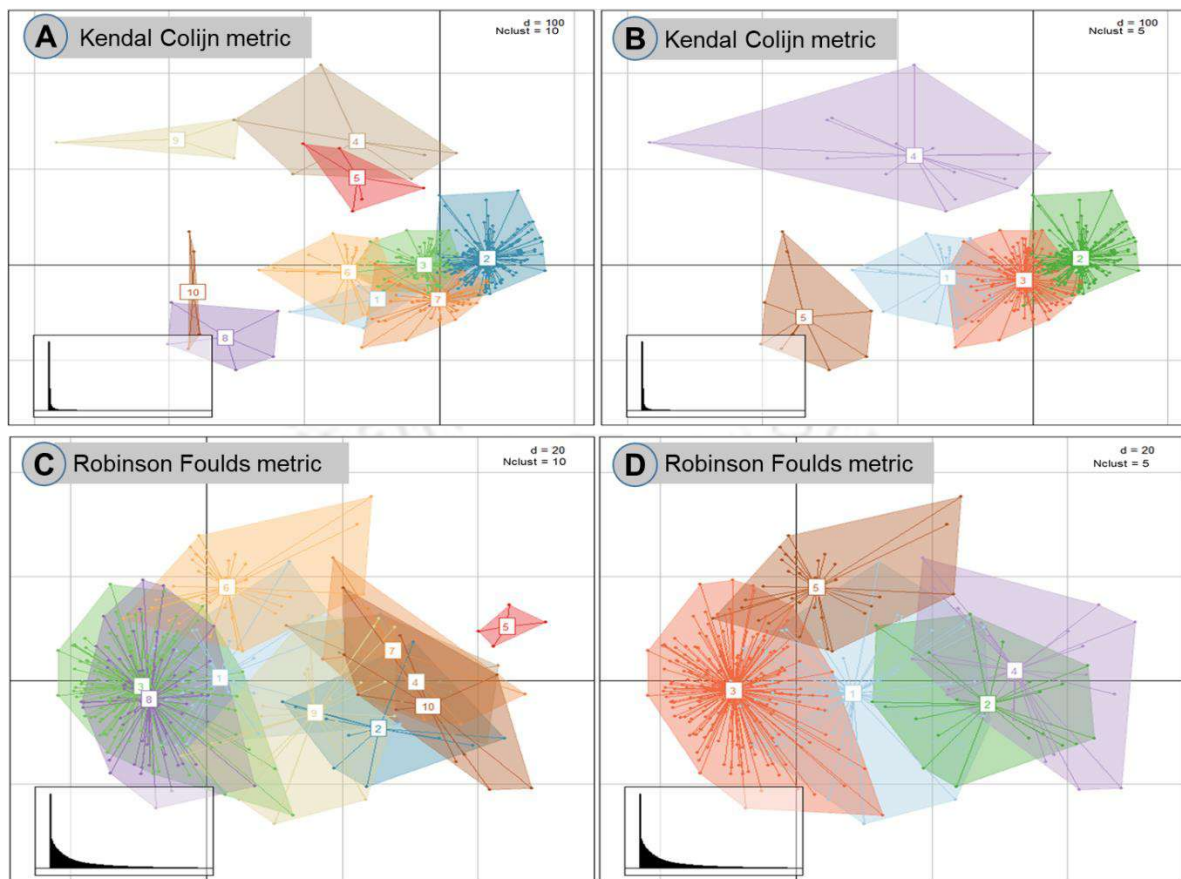 A Kendal Colijn metric
d = 100
Nclust = 10
9
4
5
6
3
2
1
7
10
8
B Kendal Colijn metric
d = 100
Nclust = 5
4
1
3
2
5
C Robinson Foulds metric
d = 20
Nclust = 10
6
5
7
1
4
3
8
10
9
2
D Robinson Foulds metric
d = 20
Nclust = 5
5
4
3
1
2